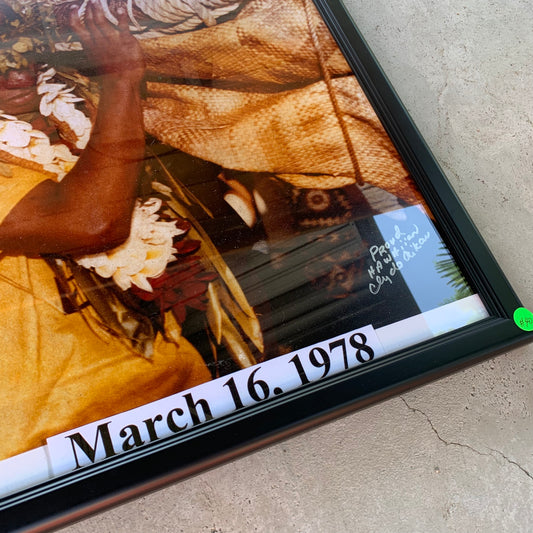 Proud
HAWAiian
Clyde Aikau
March 16, 1978